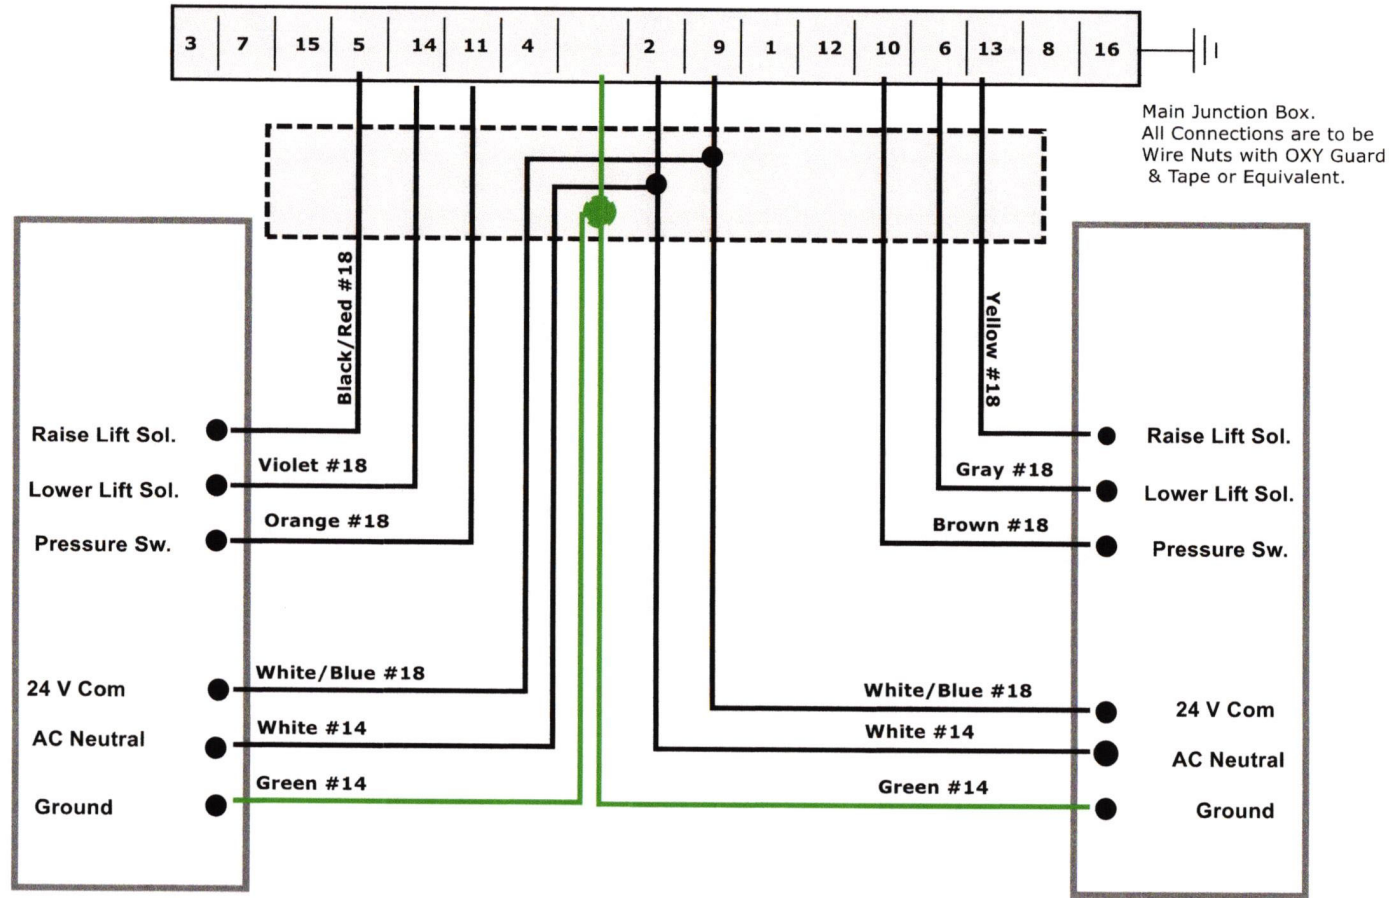 3 7 15 5 14 11 4 2 9 1 12 10 6 13 8 16
Main Junction Box.
All Connections are to be
Wire Nuts with OXY Guard
& Tape or Equivalent.
Black/Red #18
Yellow #18
Raise Lift Sol.
Violet #18
Lower Lift Sol.
Orange #18
Pressure Sw.
White/Blue #18
24 V Com
White #14
AC Neutral
Green #14
Ground
Raise Lift Sol.
Gray #18
Lower Lift Sol.
Brown #18
Pressure Sw.
White/Blue #18
24 V Com
White #14
AC Neutral
Green #14
Ground